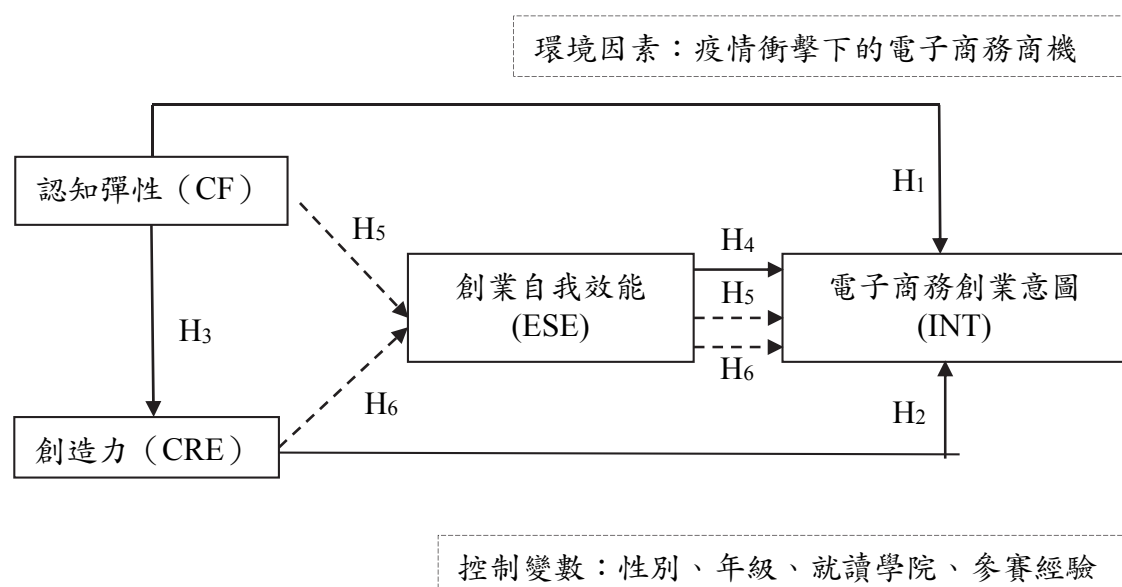 環境因素：疫情衝擊下的電子商務商機
認知彈性（CF）
H1
H5
H4
創業自我效能
(ESE)
H5
電子商務創業意圖
(INT)
H3
H6
H6
H2
創造力（CRE）
控制變數：性別、年級、就讀學院、參賽經驗